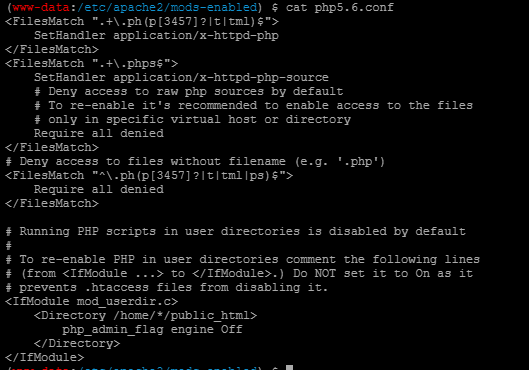 (www-data:/etc/apache2/mods-enabled) $ cat php5.6.conf
<FilesMatch ".+\.ph(p[3457]?|t|tml)$">
    SetHandler application/x-httpd-php
</FilesMatch>
<FilesMatch ".+\.phps$">
    SetHandler application/x-httpd-php-source
    # Deny access to raw php sources by default
    # To re-enable it's recommended to enable access to the files
    # only in specific virtual host or directory
    Require all denied
</FilesMatch>
# Deny access to files without filename (e.g. '.php')
<FilesMatch "^\.ph(p[3457]?|t|tml|ps)$">
    Require all denied
</FilesMatch>

# Running PHP scripts in user directories is disabled by default
#
# To re-enable PHP in user directories comment the following lines
# (from <IfModule ...> to </IfModule>.) Do NOT set it to On as it
# prevents .htaccess files from disabling it.
<IfModule mod_userdir.c>
    <Directory /home/*/public_html>
        php_admin_flag engine Off
    </Directory>
</IfModule>
(www-data:/etc/apache2/mods-enabled) $